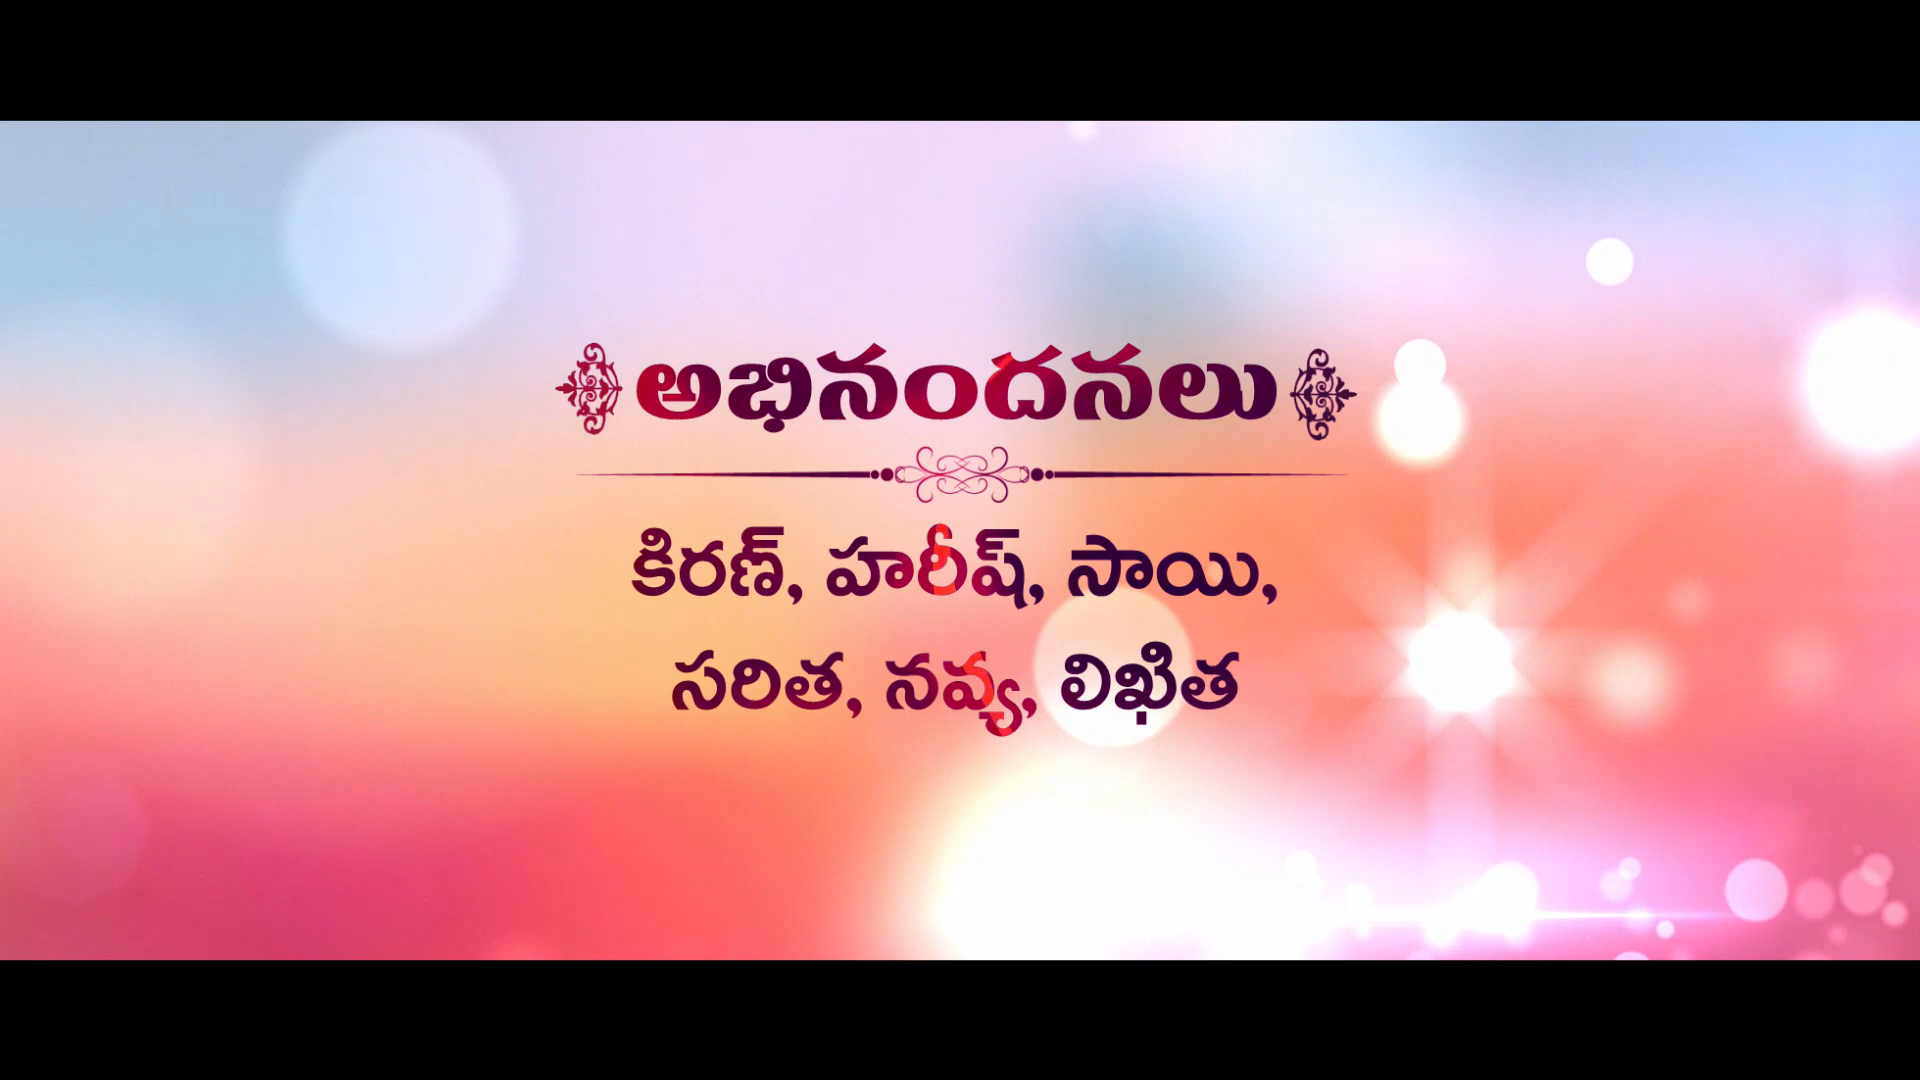 అభినందనలు
కిరణ్, హరీష్, సాయి,
సరిత, నవ్య, లిఖిత